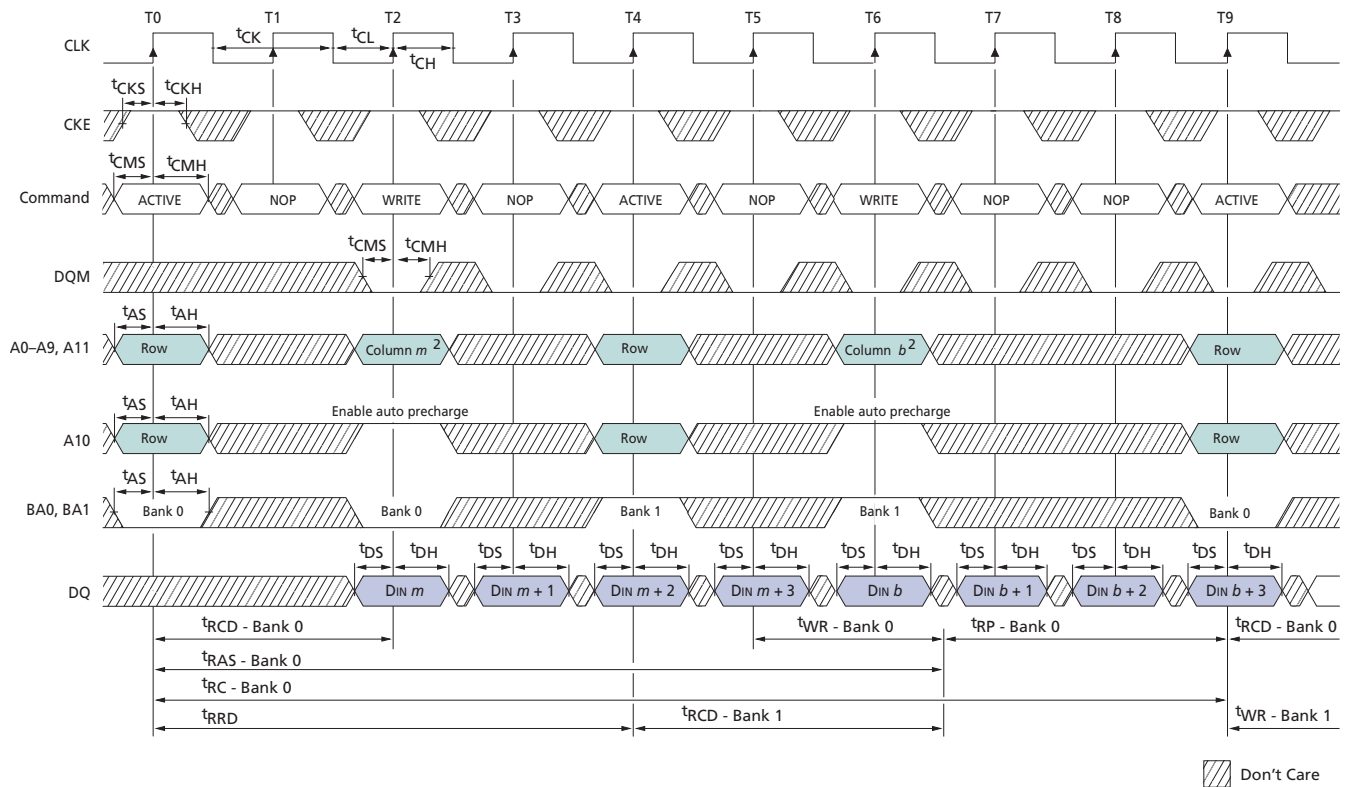 T0 T1 T2 T3 T4 T5 T6 T7 T8 T9
CLK
tCK tCL
tCH
tCKS tCKH
CKE
tCMS tCMH
Command ACTIVE NOP WRITE NOP ACTIVE NOP WRITE NOP NOP ACTIVE
tCMS tCMH
DQM
tAS tAH
A0–A9, A11 Row Column m 2 Row Column b 2 Row
tAS tAH Enable auto precharge Enable auto precharge
A10 Row Row Row
tAS tAH
BA0, BA1 Bank 0 Bank 0 Bank 1 Bank 1 Bank 0
tDS tDH tDS tDH tDS tDH tDS tDH tDS tDH tDS tDH tDS tDH tDS tDH
DQ DIN m DIN m + 1 DIN m + 2 DIN m + 3 DIN b DIN b + 1 DIN b + 2 DIN b + 3
tRCD - Bank 0 tWR - Bank 0 tRP - Bank 0 tRCD - Bank 0
tRAS - Bank 0
tRC - Bank 0
tRRD tRCD - Bank 1 tWR - Bank 1
Don't Care